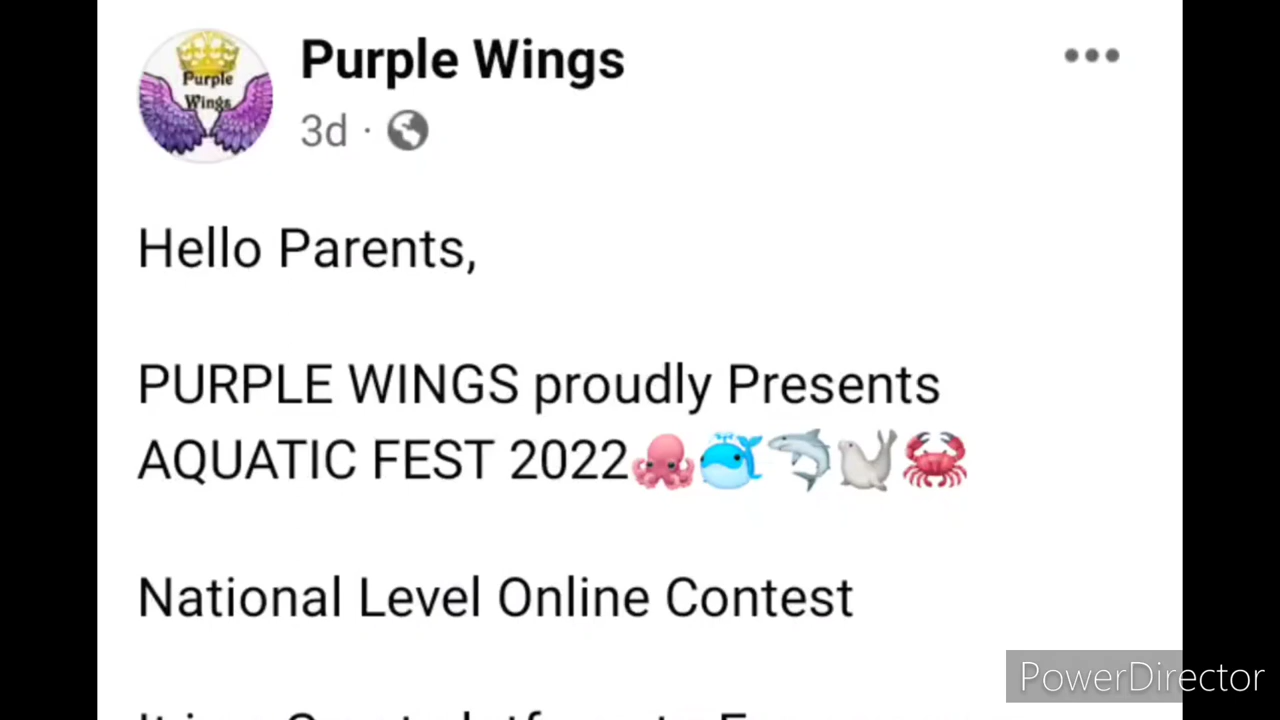 Purple
Wings
Purple Wings
3d ·
Hello Parents,
PURPLE WINGS proudly Presents
AQUATIC FEST 2022🐙🐳🦈🦭🦀
National Level Online Contest
PowerDirector